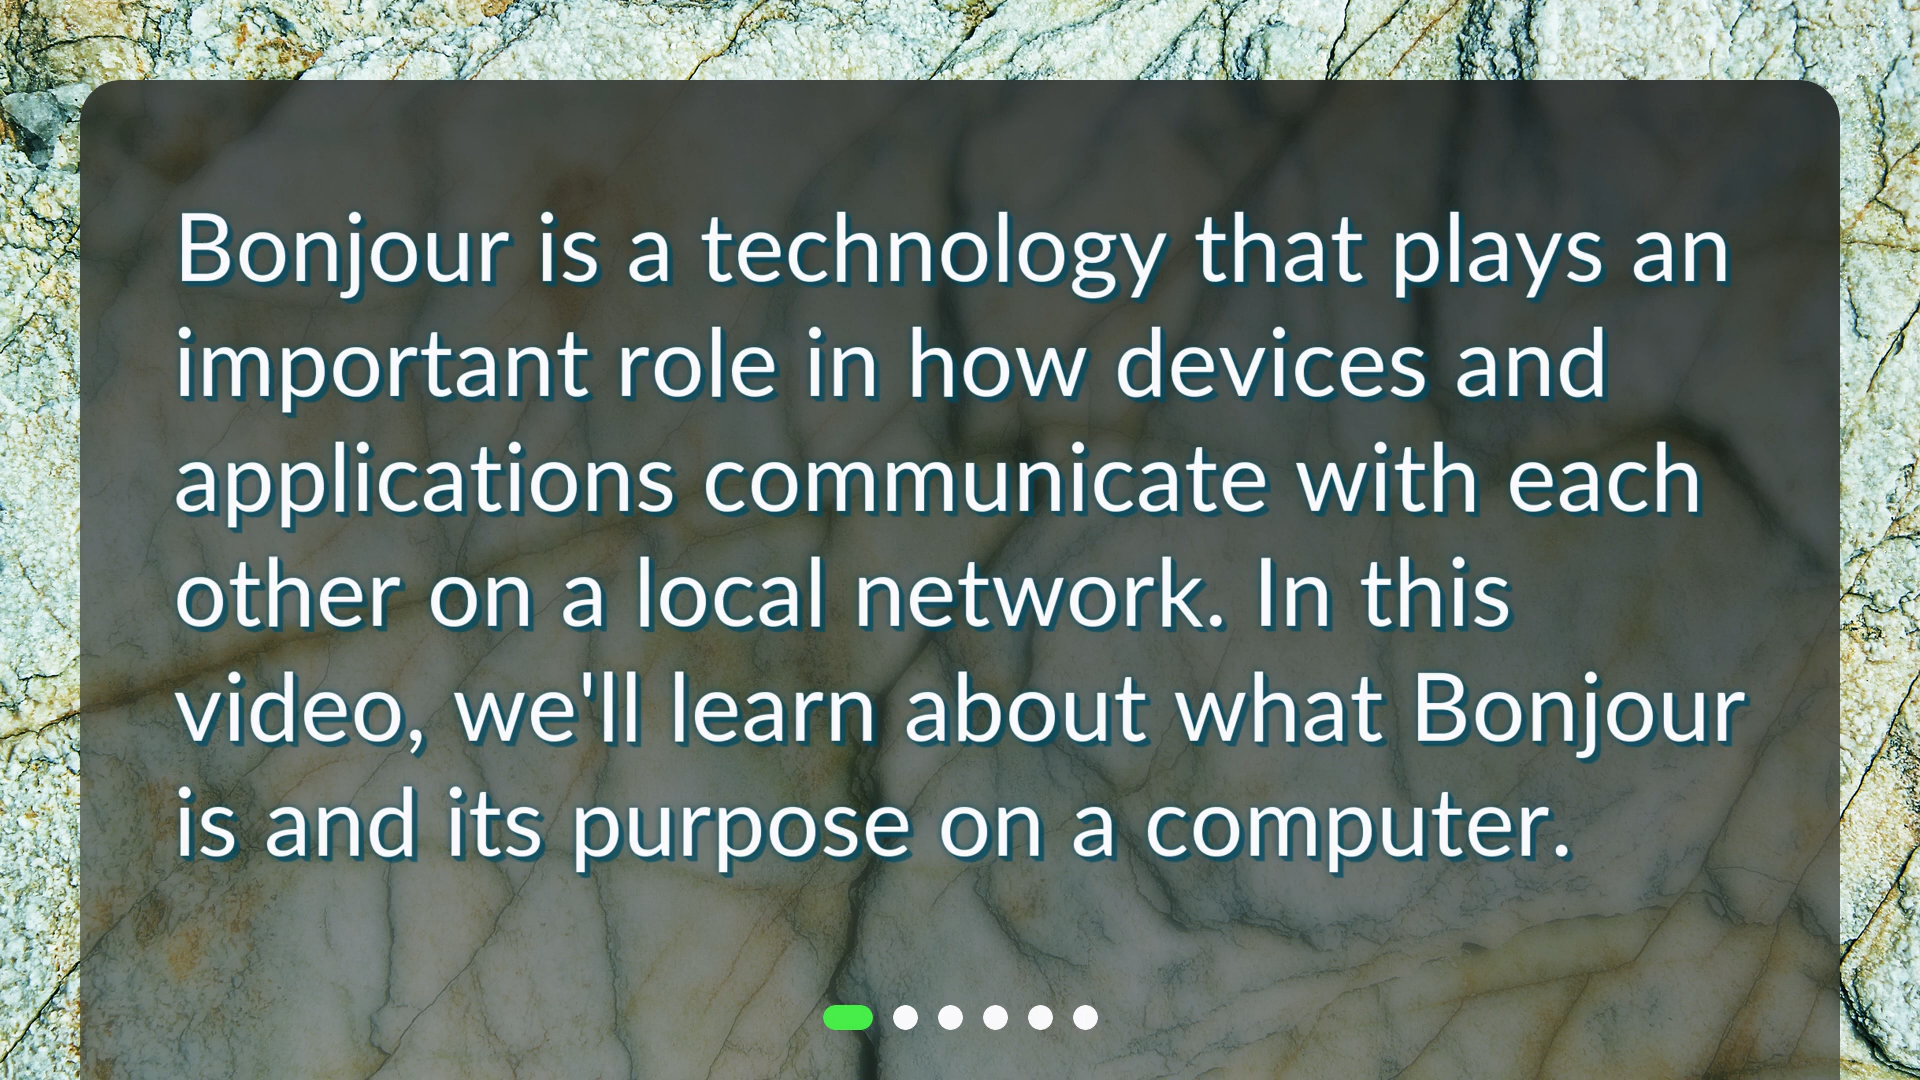 Bonjour is a technology that plays an
important role in how devices and
applications communicate with each
other on a local network. In this
video, we'll learn about what Bonjour
is and its purpose on a computer.